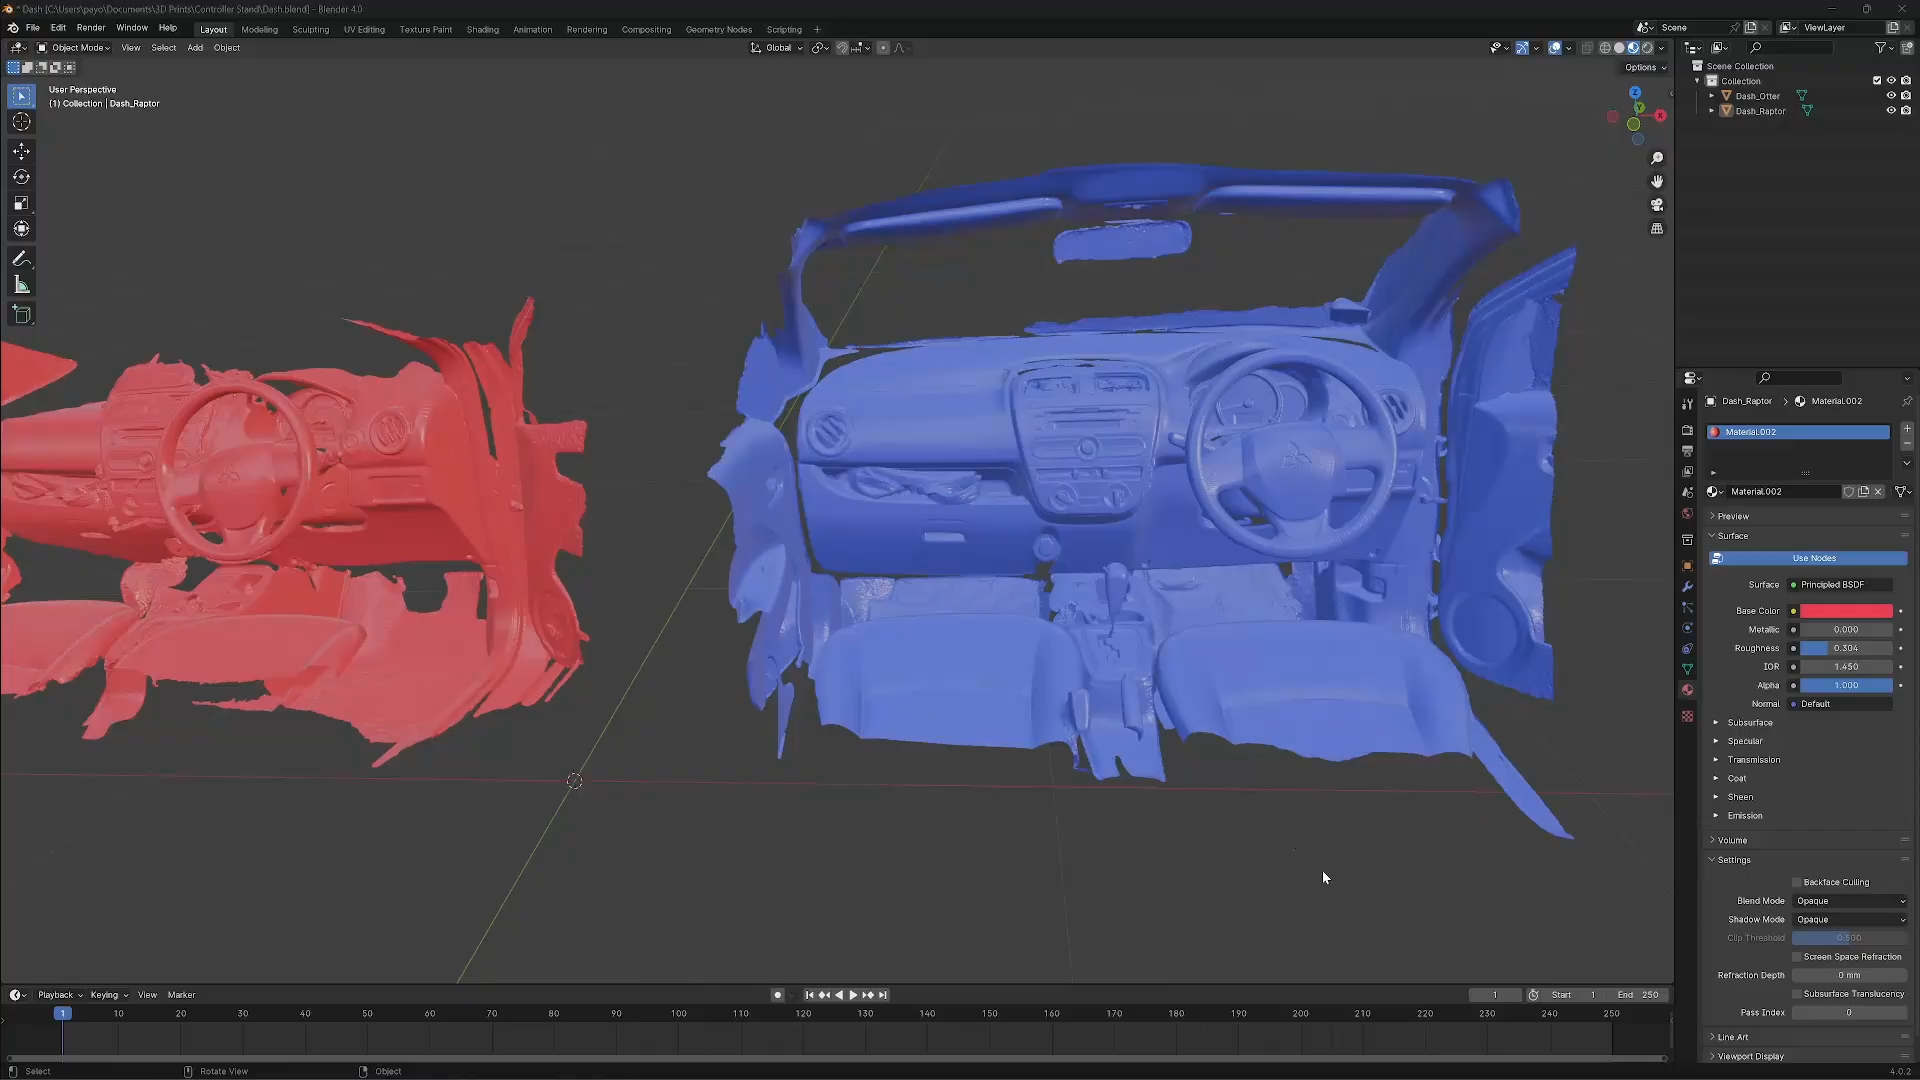 * Dash [C:\Users\payo\Documents\3D Prints\Controller Stand\Dash.blend] - Blender 4.0
File Edit Render Window Help Layout Modeling Sculpting UV Editing Texture Paint Shading Animation Rendering Compositing Geometry Nodes Scripting + Scene ViewLayer
Object Mode View Select Add Object Global
Options
User Perspective
(1) Collection | Dash_Raptor
Z
Y
X
Scene Collection
Collection
Dash_Otter
Dash_Raptor
Dash_Raptor > Material.002
Material.002
Material.002
Preview
Surface
Use Nodes
Surface Principled BSDF
Base Color
Metallic 0.000
Roughness 0.304
IOR 1.450
Alpha 1.000
Normal Default
Subsurface
Specular
Transmission
Coat
Sheen
Emission
Volume
Settings
Backface Culling
Blend Mode Opaque
Shadow Mode Opaque
Clip Threshold 0.500
Screen Space Refraction
Refraction Depth 0 mm
Subsurface Translucency
Pass Index 0
Line Art
Viewport Display
Playback Keying View Marker 1 Start 1 End 250
1 10 20 30 40 50 60 70 80 90 100 110 120 130 140 150 160 170 180 190 200 210 220 230 240 250
Select Rotate View Object 4.0.2